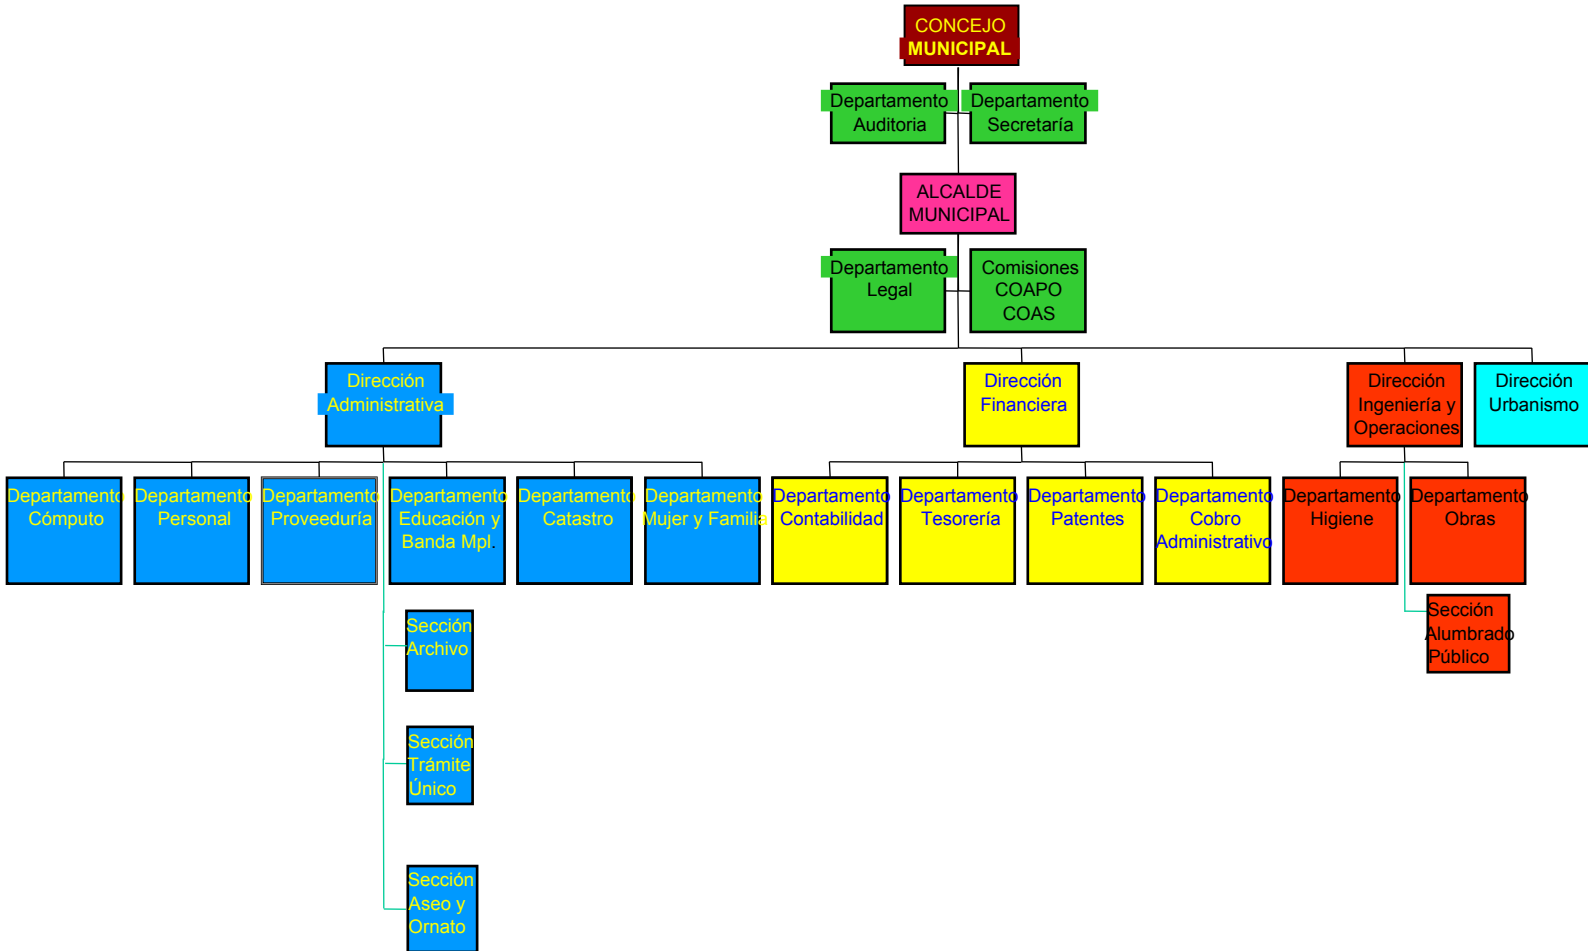 CONCEJO
MUNICIPAL
Departamento
Auditoria
Departamento
Secretaría
ALCALDE
MUNICIPAL
Departamento
Legal
Comisiones
COAPO
COAS
Dirección
Administrativa
Dirección
Financiera
Dirección
Ingeniería y
Operaciones
Dirección
Urbanismo
Departamento
Cómputo
Departamento
Personal
Departamento
Proveeduría
Departamento
Educación y
Banda Mpl.
Departamento
Catastro
Departamento
Mujer y Familia
Departamento
Contabilidad
Departamento
Tesorería
Departamento
Patentes
Departamento
Cobro
Administrativo
Departamento
Higiene
Departamento
Obras
Sección
Archivo
Sección
Alumbrado
Público
Sección
Trámite
Único
Sección
Aseo y
Ornato